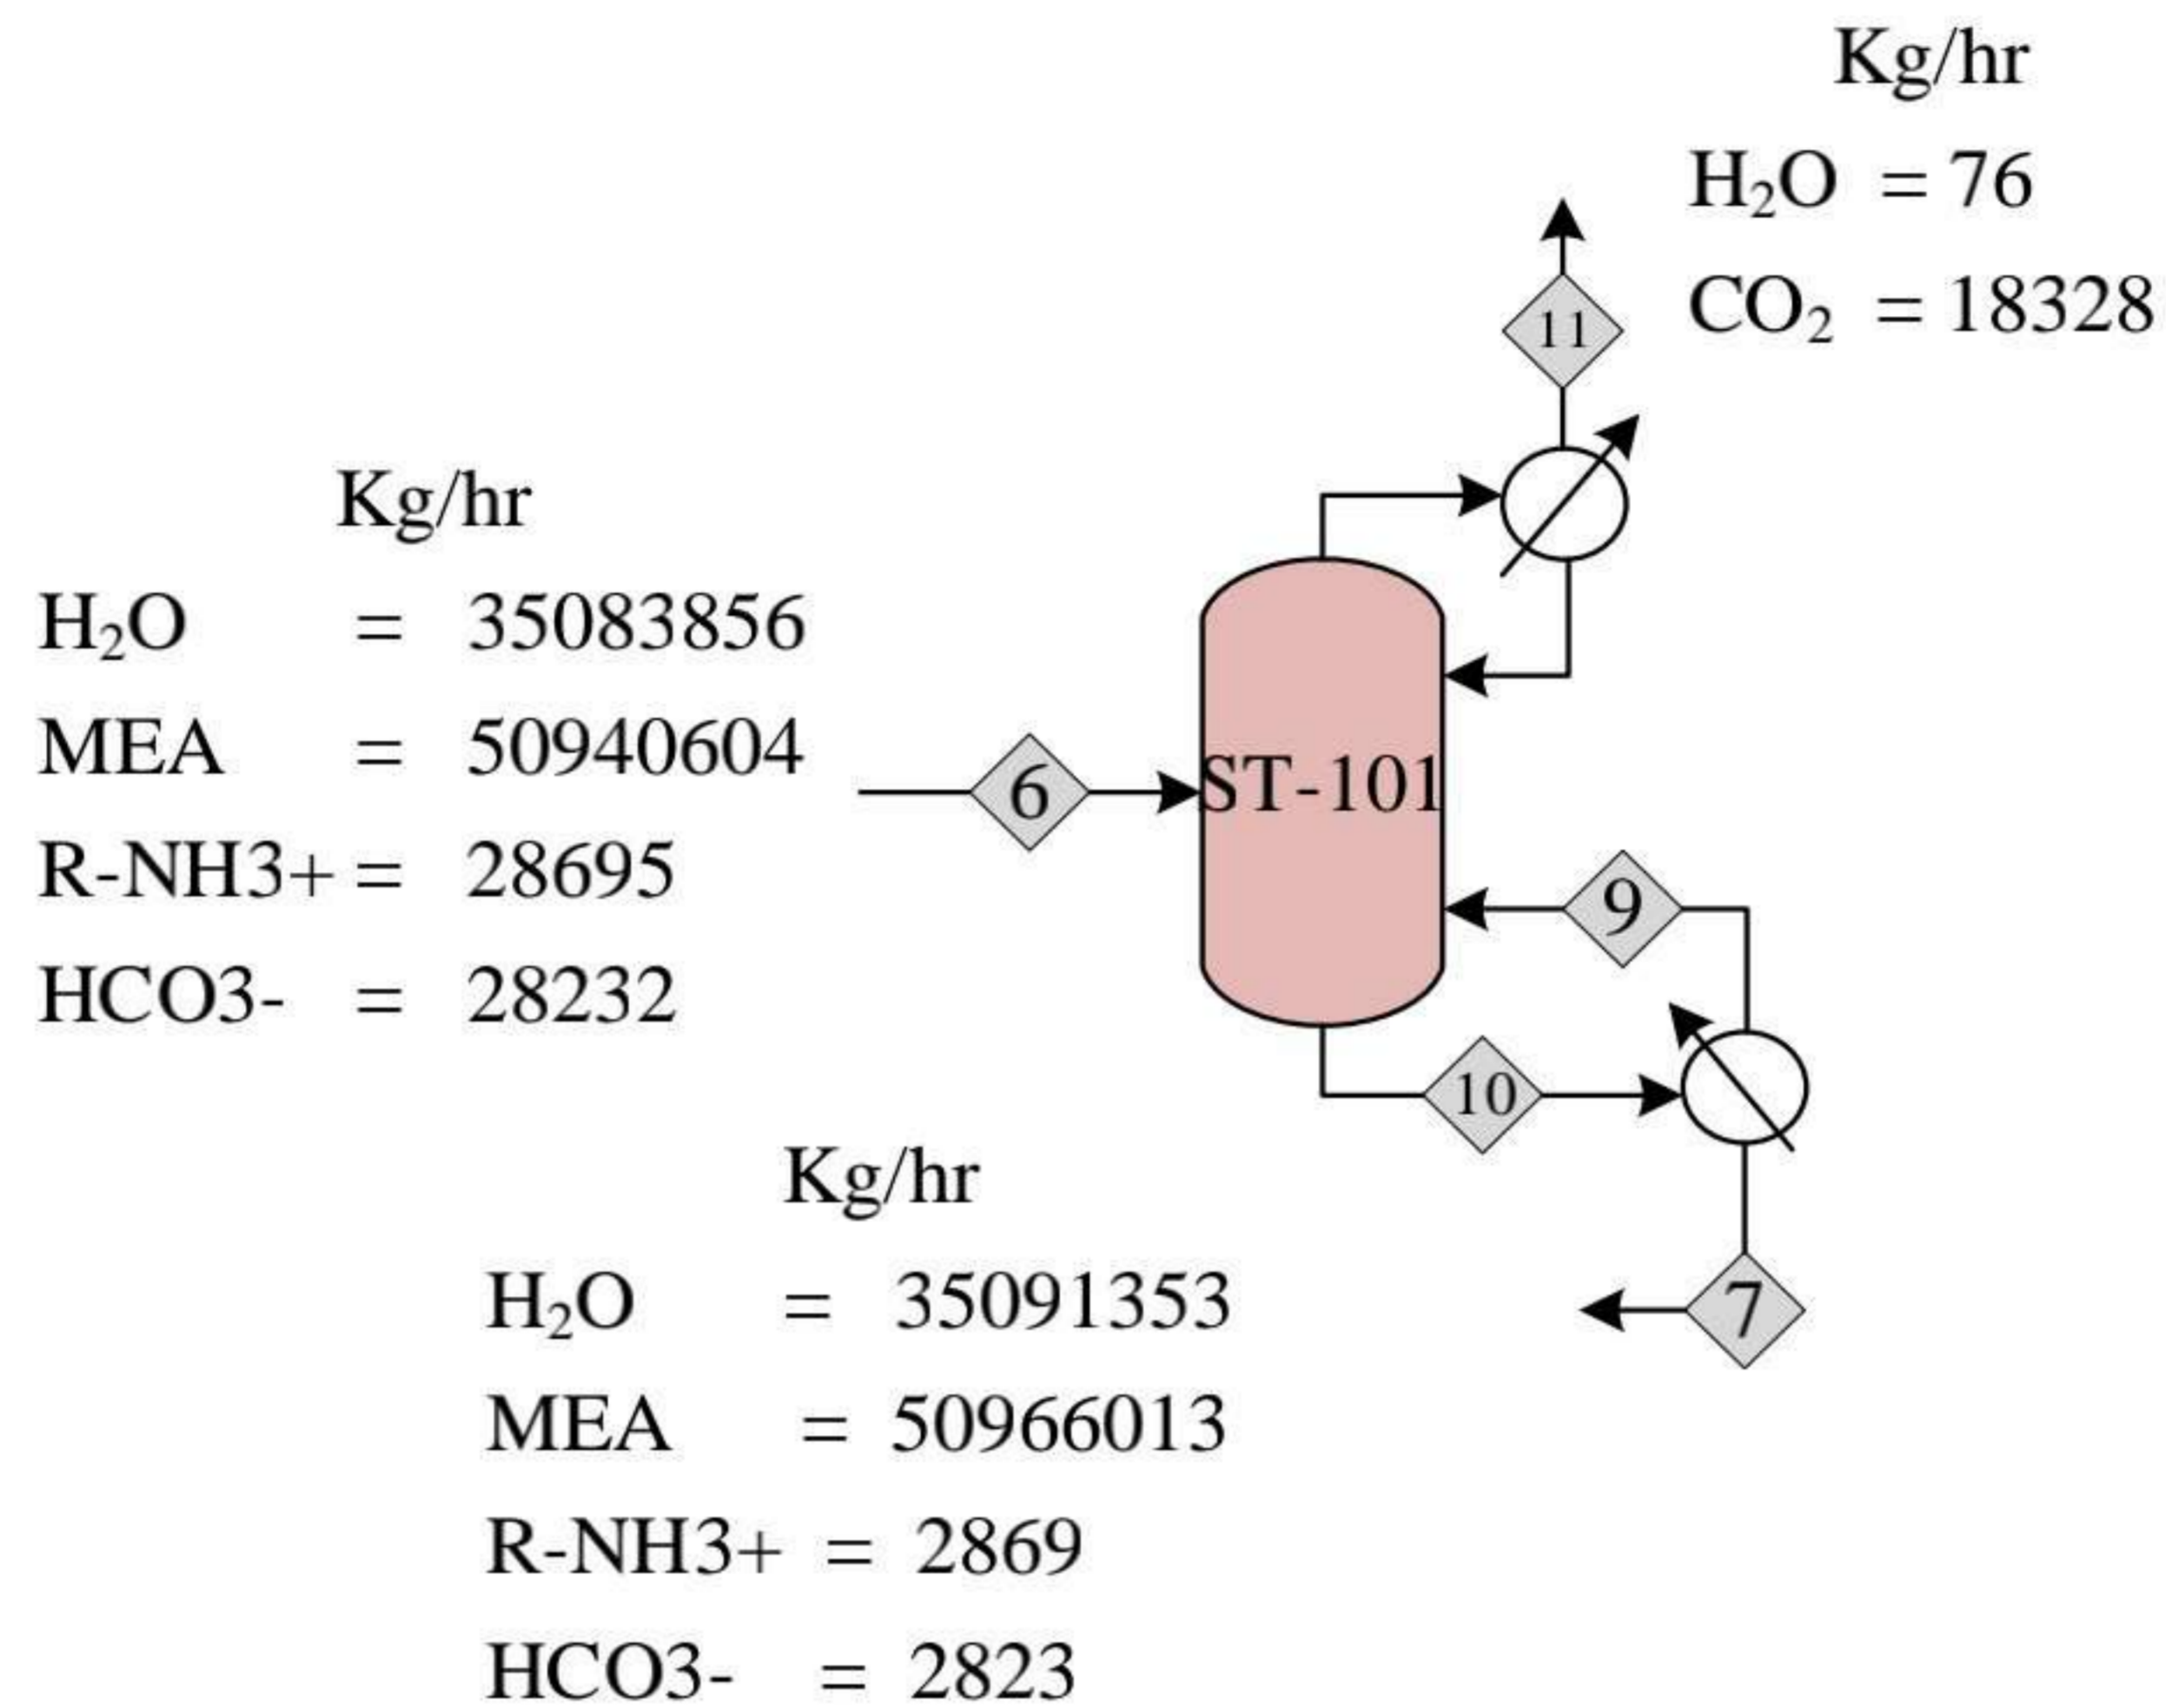 Kg/hr
H₂O = 76
CO₂ = 18328
11
Kg/hr
H₂O = 35083856
MEA = 50940604
R-NH3+ = 28695
HCO3- = 28232
6
ST-101
9
10
7
Kg/hr
H₂O = 35091353
MEA = 50966013
R-NH3+ = 2869
HCO3- = 2823